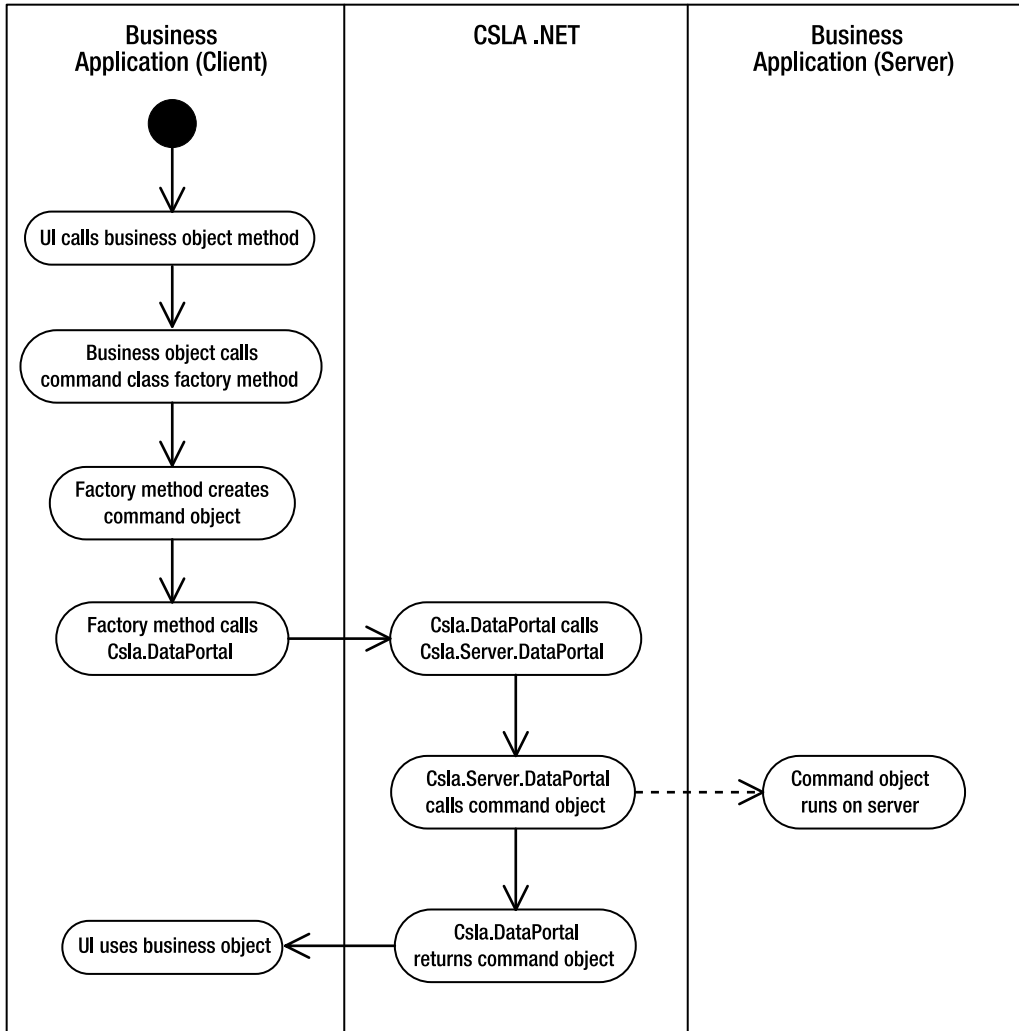 Business
Application (Client)
CSLA .NET
Business
Application (Server)
UI calls business object method
Business object calls
command class factory method
Factory method creates
command object
Factory method calls
Csla.DataPortal
Csla.DataPortal calls
Csla.Server.DataPortal
Csla.Server.DataPortal
calls command object
Command object
runs on server
UI uses business object
Csla.DataPortal
returns command object